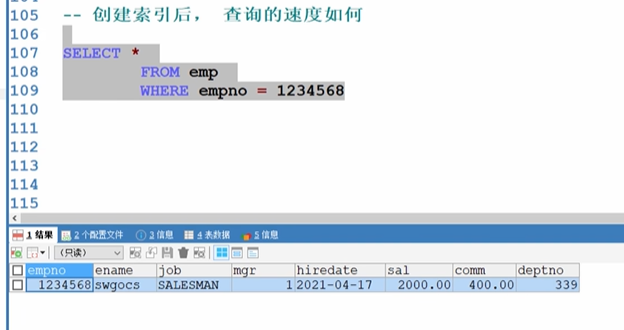 105 -- 创建索引后， 查询的速度如何
106
107 SELECT *
108 FROM emp
109 WHERE empno = 1234568
110
111
112
113
114
115
1 结果 2 个配置文件 3 信息 4 表数据 5 信息
(只读)
empno ename job mgr hiredate sal comm deptno
1234568 swgocs SALESMAN 1 2021-04-17 2000.00 400.00 339